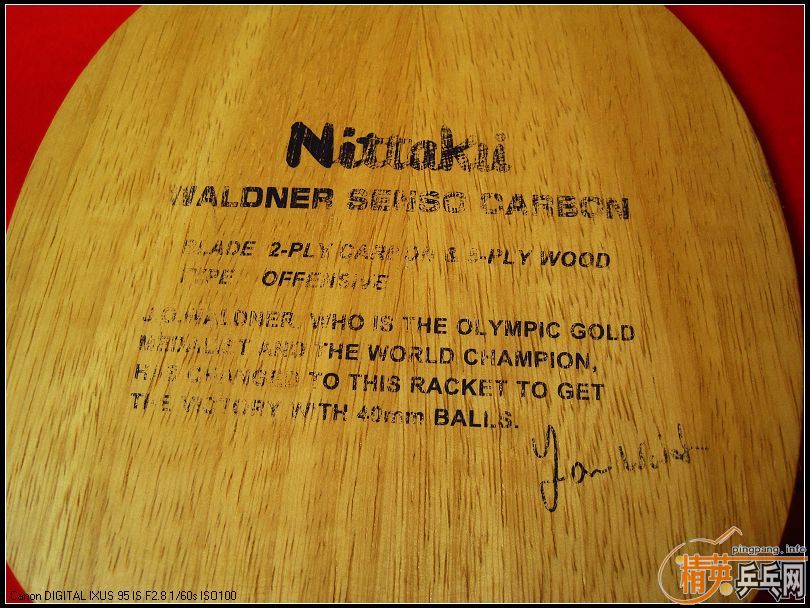 Nittaku
WALDNER SENSO CARBON
BLADE 2-PLY CARBON & 5-PLY WOOD
TYPE OFFENSIVE
J.O.WALDNER. WHO IS THE OLYMPIC GOLD
MEDALIST AND THE WORLD CHAMPION,
HAS CHANGED TO THIS RACKET TO GET
THE VICTORY WITH 40mm BALLS.
pingpang.info
精英乒乓网
Canon DIGITAL IXUS 95 IS F2.8 1/60s ISO100